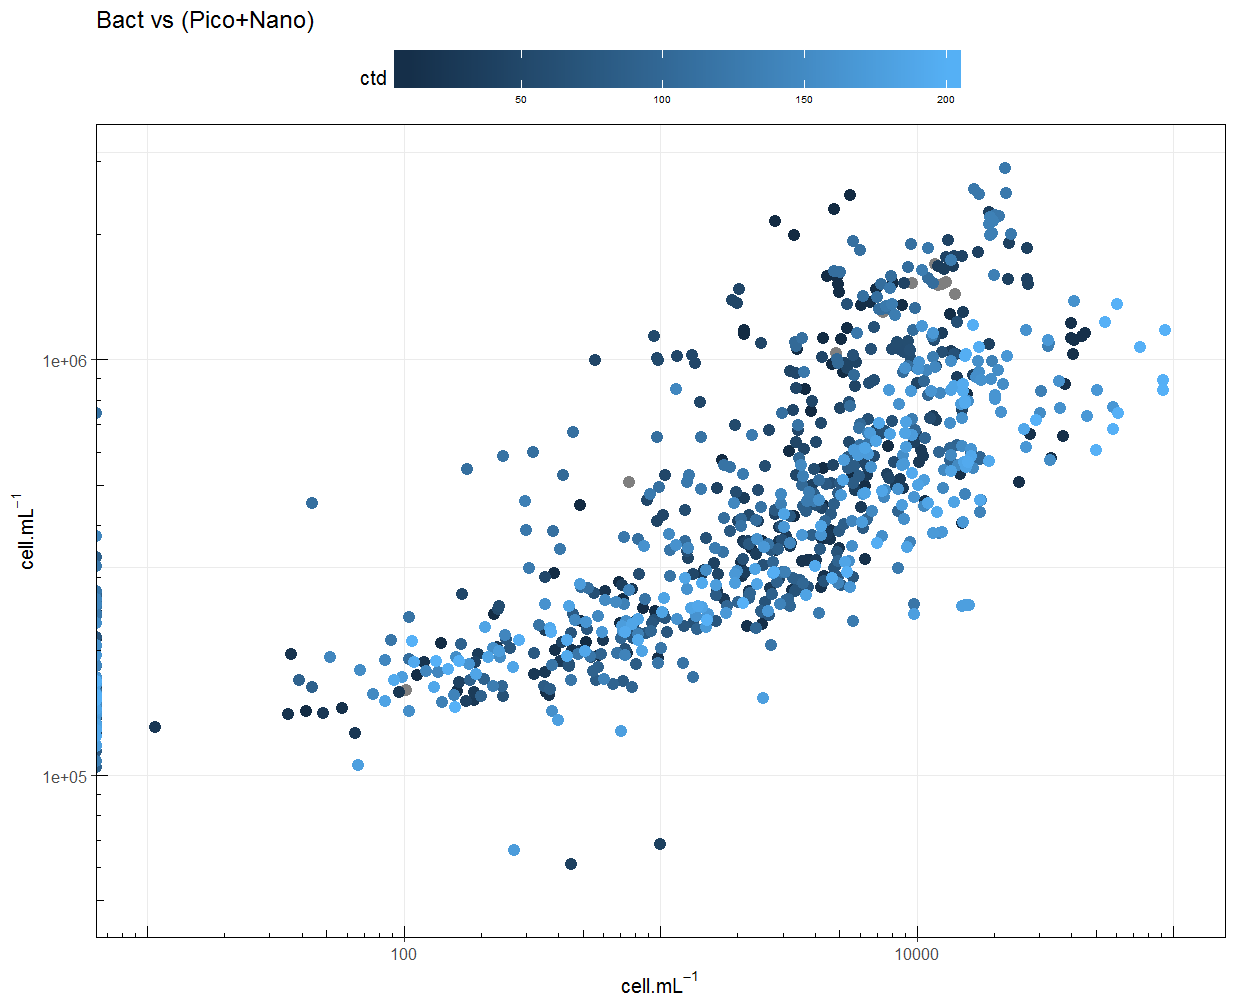 Bact vs (Pico+Nano)
ctd
50 100 150 200
1e+06
1e+05
cell.mL⁻¹
100 10000
cell.mL⁻¹